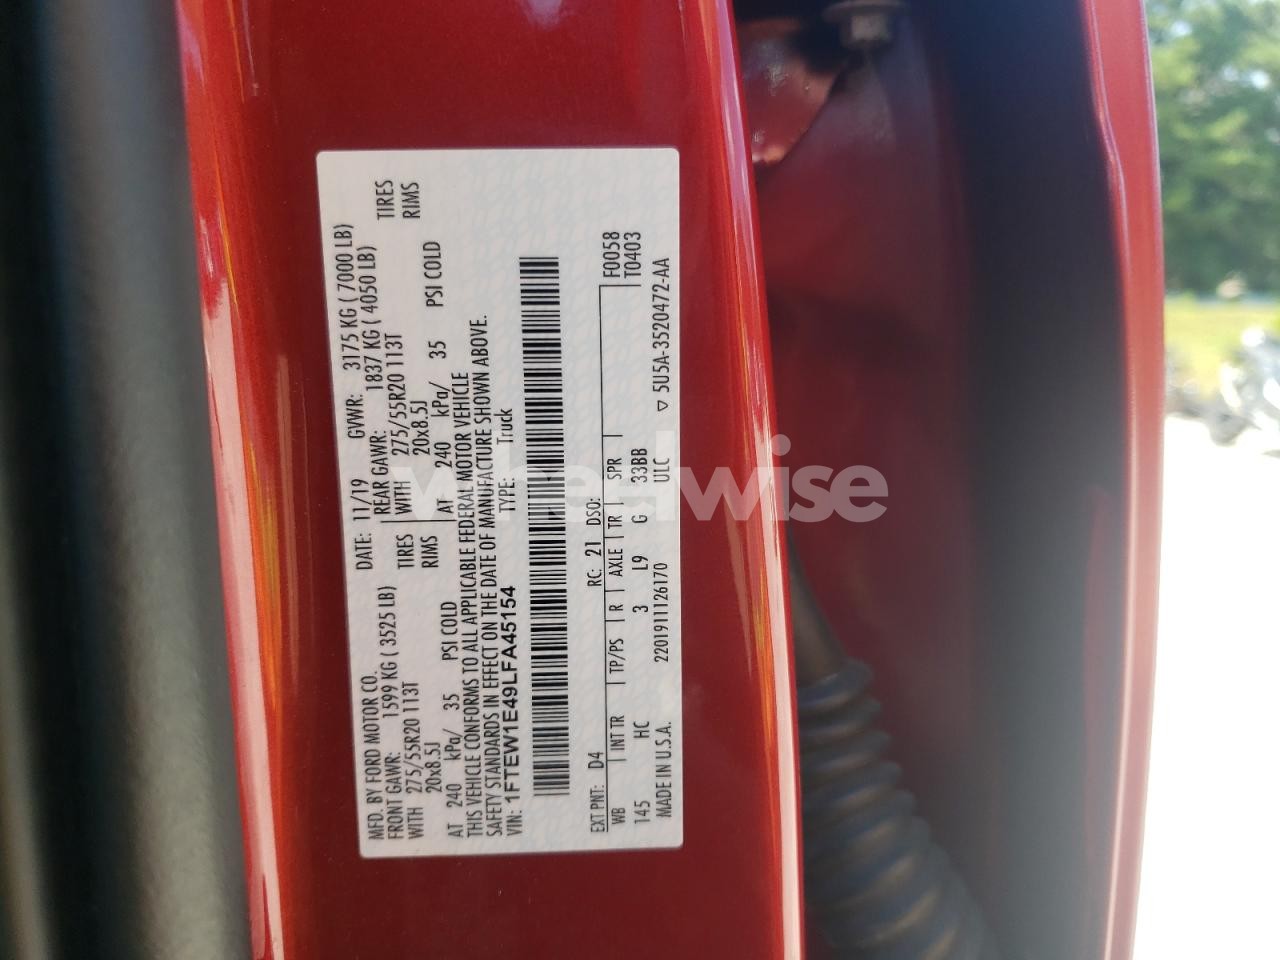 MFD. BY FORD MOTOR CO. DATE: 11/19 GVWR: 3175 KG ( 7000 LB)
FRONT GAWR: 1599 KG ( 3525 LB) REAR GAWR: 1837 KG ( 4050 LB)
WITH 275/55R20 113T TIRES WITH 275/55R20 113T TIRES
20x8.5J RIMS 20x8.5J RIMS
AT 240 kPa/ 35 PSI COLD AT 240 kPa/ 35 PSI COLD
THIS VEHICLE CONFORMS TO ALL APPLICABLE FEDERAL MOTOR VEHICLE
SAFETY STANDARDS IN EFFECT ON THE DATE OF MANUFACTURE SHOWN ABOVE.
VIN: 1FTEW1E49LFA45154 TYPE: Truck
F0058
EXT PNT: D4 RC: 21 DSO: T0403
WB INT TR TP/PS R AXLE TR SPR
145 HC 3 L9 G 33BB
MADE IN U.S.A. 220191126170 ULC ▽ 5U5A-3520472-AA
wheelwise